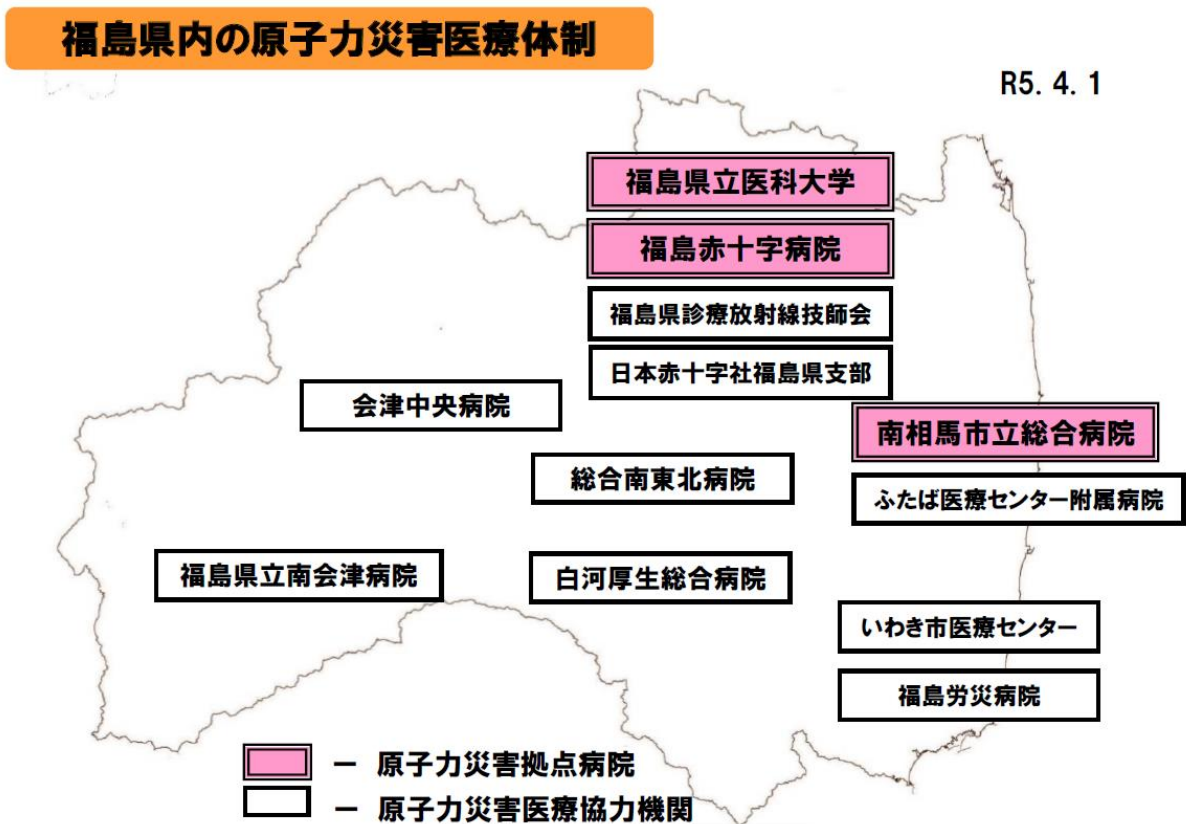 福島県内の原子力災害医療体制
R5. 4. 1
福島県立医科大学
福島赤十字病院
福島県診療放射線技師会
日本赤十字社福島県支部
会津中央病院
南相馬市立総合病院
総合南東北病院
ふたば医療センター附属病院
福島県立南会津病院
白河厚生総合病院
いわき市医療センター
福島労災病院
－ 原子力災害拠点病院
－ 原子力災害医療協力機関